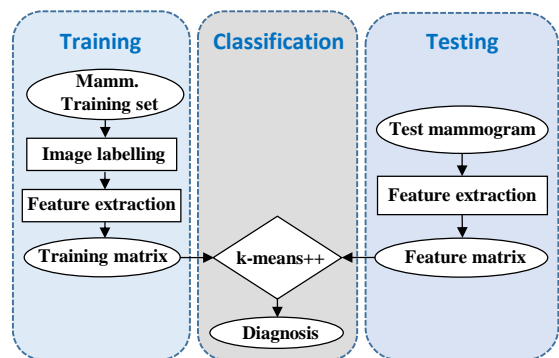 Training
Mamm.
Training set
Image labelling
Feature extraction
Training matrix
Classification
k-means++
Diagnosis
Testing
Test mammogram
Feature extraction
Feature matrix